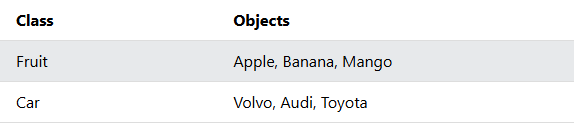 Class Objects
Fruit Apple, Banana, Mango
Car Volvo, Audi, Toyota